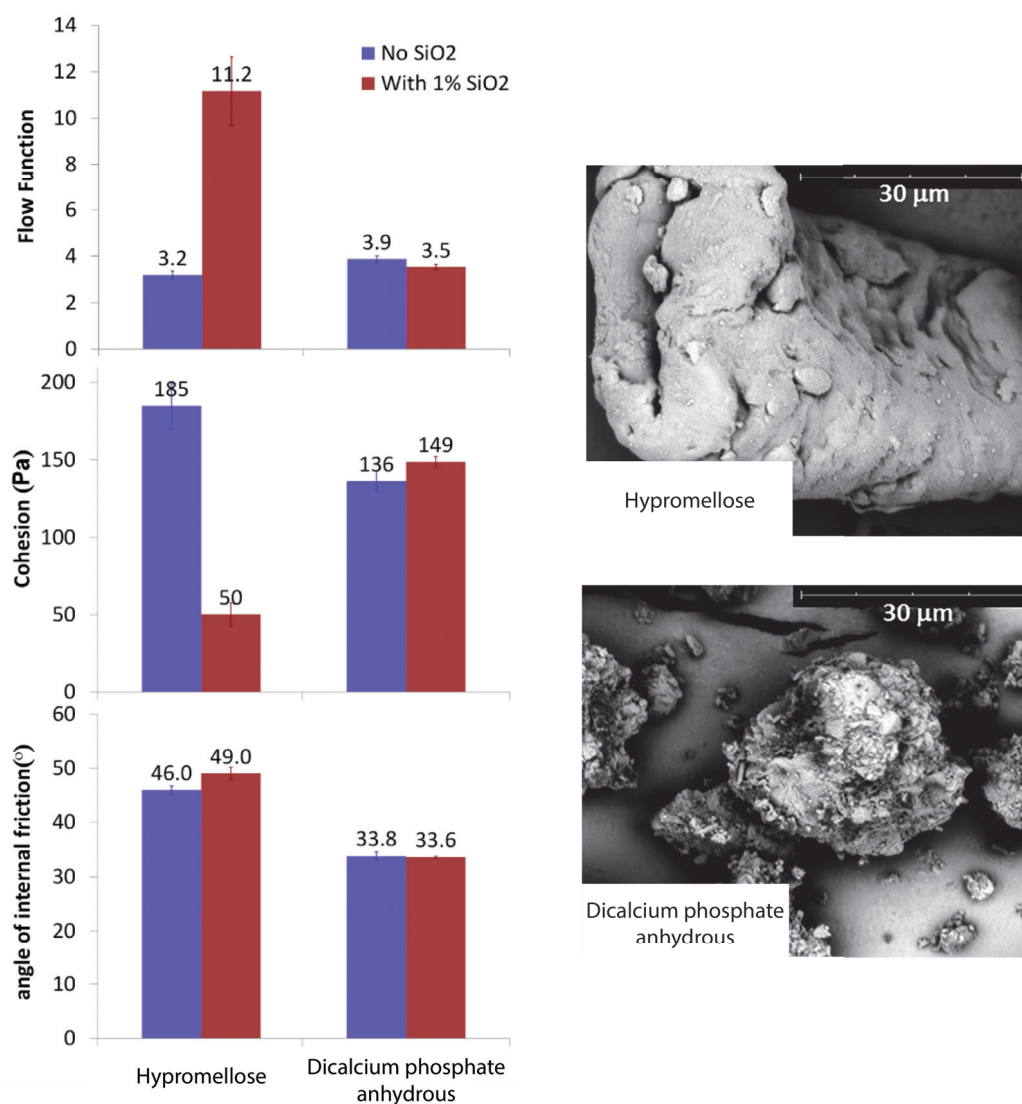 14
12
10
8
6
4
2
0
Flow Function
No SiO2
With 1% SiO2
3.2
11.2
3.9
3.5
200
150
100
50
0
Cohesion (Pa)
185
50
136
149
60
50
40
30
20
10
0
angle of internal friction(°)
46.0
49.0
33.8
33.6
Hypromellose
Dicalcium phosphate
anhydrous
30 µm
Hypromellose
30 µm
Dicalcium phosphate
anhydrous